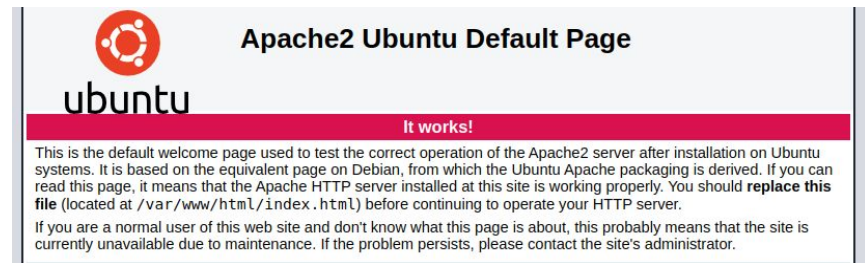 Apache2 Ubuntu Default Page
ubuntu
It works!
This is the default welcome page used to test the correct operation of the Apache2 server after installation on Ubuntu
systems. It is based on the equivalent page on Debian, from which the Ubuntu Apache packaging is derived. If you can
read this page, it means that the Apache HTTP server installed at this site is working properly. You should replace this
file (located at /var/www/html/index.html) before continuing to operate your HTTP server.
If you are a normal user of this web site and don't know what this page is about, this probably means that the site is
currently unavailable due to maintenance. If the problem persists, please contact the site's administrator.